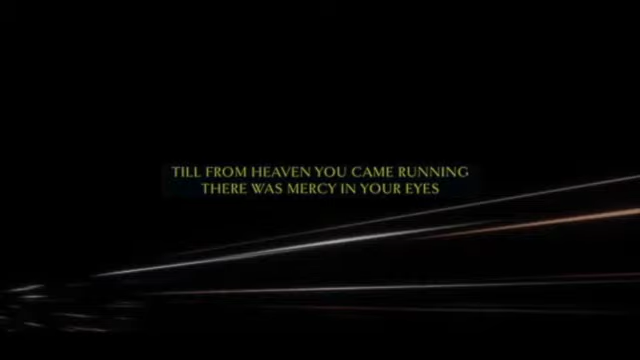 TILL FROM HEAVEN YOU CAME RUNNING
THERE WAS MERCY IN YOUR EYES